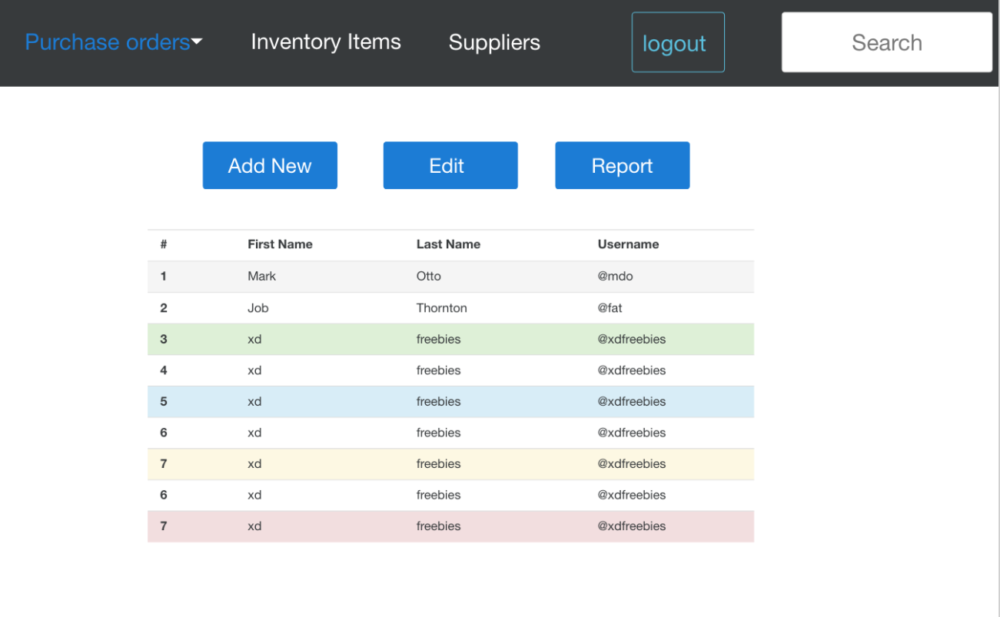 Purchase orders Inventory Items Suppliers logout Search
Add New Edit Report
# First Name Last Name Username
1 Mark Otto @mdo
2 Job Thornton @fat
3 xd freebies @xdfreebies
4 xd freebies @xdfreebies
5 xd freebies @xdfreebies
6 xd freebies @xdfreebies
7 xd freebies @xdfreebies
6 xd freebies @xdfreebies
7 xd freebies @xdfreebies